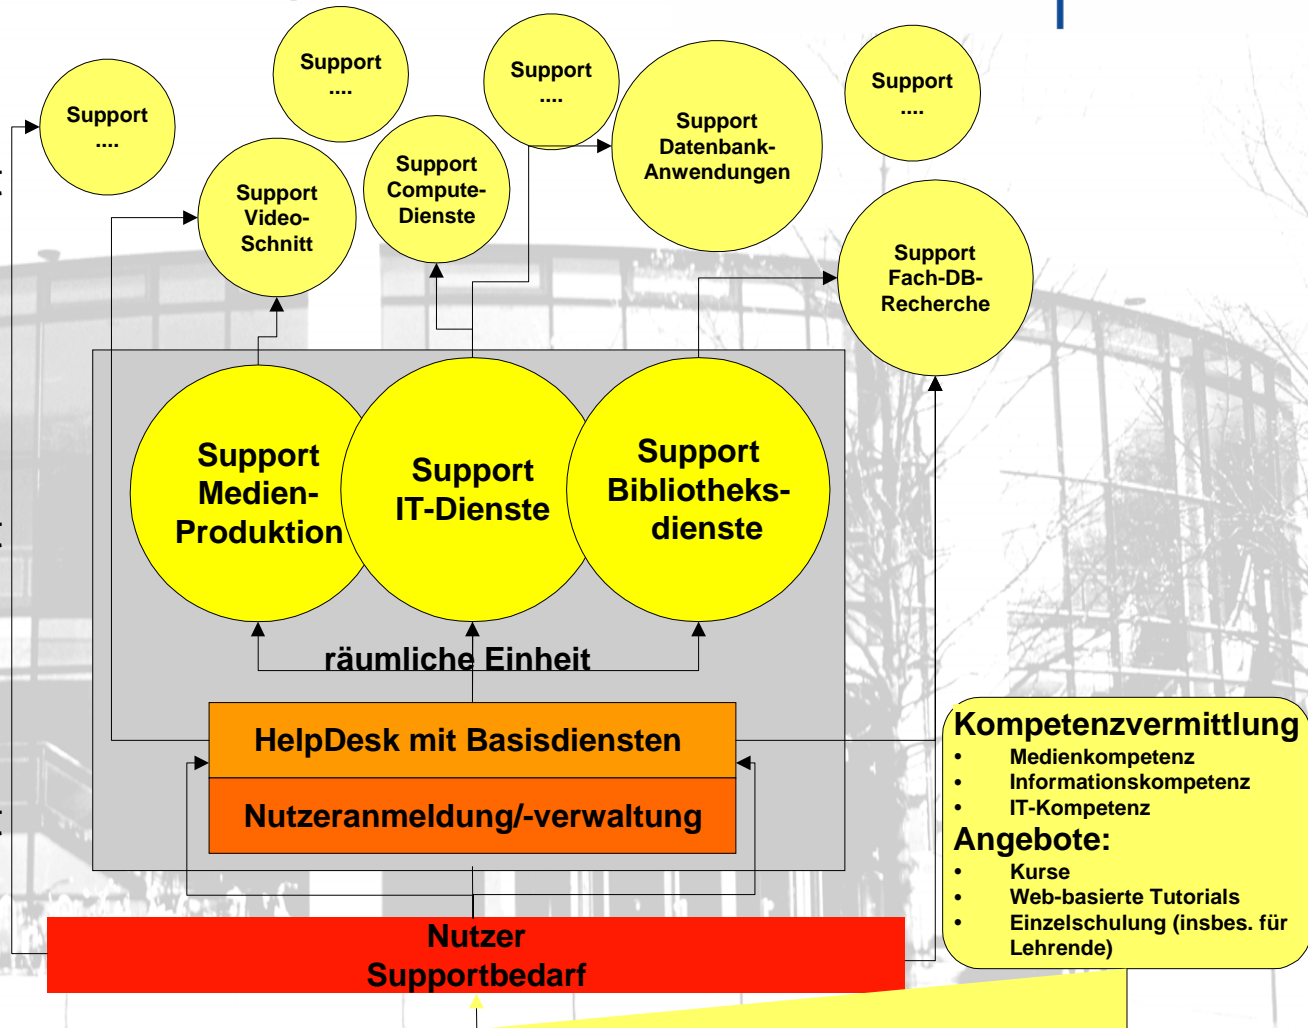 Support
....
Support
....
Support
....
Support
....
Support
Datenbank-
Anwendungen
Support
Compute-
Dienste
Support
Video-
Schnitt
Support
Fach-DB-
Recherche
Support
Medien-
Produktion
Support
IT-Dienste
Support
Bibliotheks-
dienste
räumliche Einheit
HelpDesk mit Basisdiensten
Nutzeranmeldung/-verwaltung
Nutzer
Supportbedarf
Kompetenzvermittlung
• Medienkompetenz
• Informationskompetenz
• IT-Kompetenz
Angebote:
• Kurse
• Web-basierte Tutorials
• Einzelschulung (insbes. für
Lehrende)